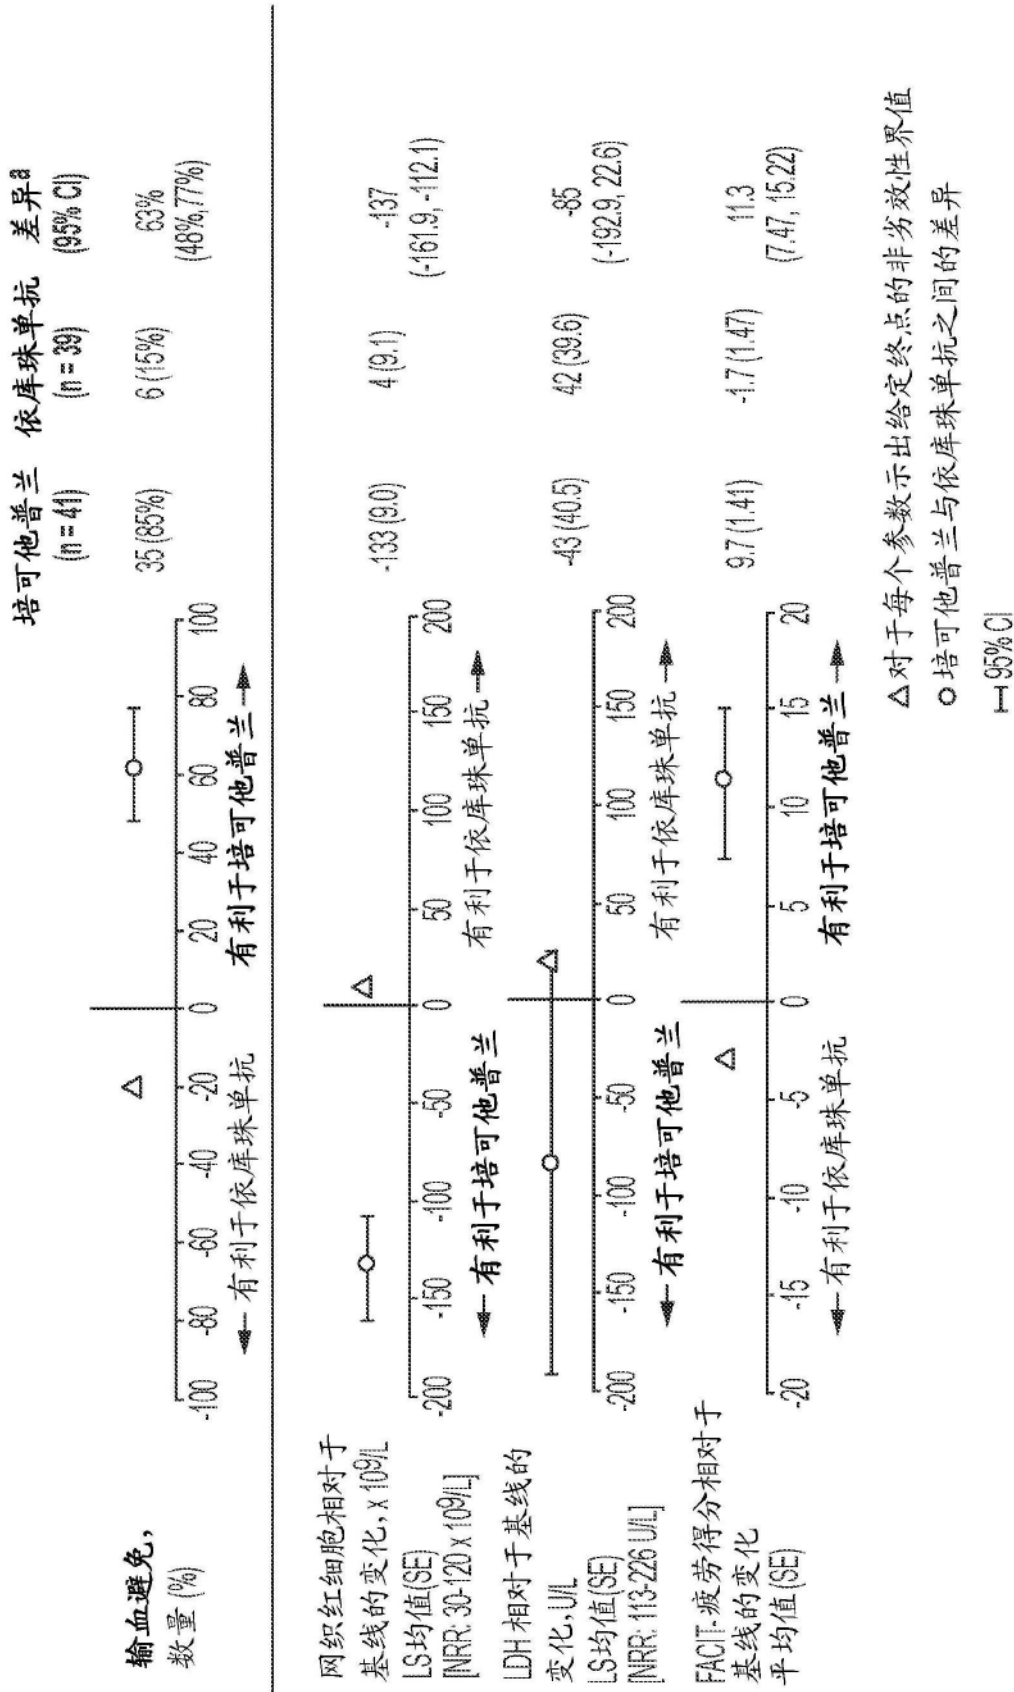 培可他普兰 依库珠单抗 差异a
(n = 41) (n = 39) (95% CI)
输血避免，
数量 (%)
35 (85%) 6 (15%) 63%
(48%,77%)
-100 -80 -60 -40 -20 0 20 40 60 80 100
有利于依库珠单抗 有利于培可他普兰
网织红细胞相对于
基线的变化, x 10⁹/L
LS均值(SE)
[NRR: 30-120 x 10⁹/L]
-133 (9.0) 4 (9.1) -137
(-161.9, -112.1)
-200 -150 -100 -50 0 50 100 150 200
有利于培可他普兰 有利于依库珠单抗
LDH 相对于基线的
变化, U/L
LS均值(SE)
[NRR: 113-226 U/L]
-43 (40.5) 42 (39.6) -85
(-192.9, 22.6)
-200 -150 -100 -50 0 50 100 150 200
有利于培可他普兰 有利于依库珠单抗
FACIT-疲劳得分相对于
基线的变化
平均值(SE)
9.7 (1.41) -1.7 (1.47) 11.3
(7.47, 15.22)
-20 -15 -10 -5 0 5 10 15 20
有利于依库珠单抗 有利于培可他普兰
对于每个参数示出给定终点的非劣效性界值
培可他普兰与依库珠单抗之间的差异
95% CI